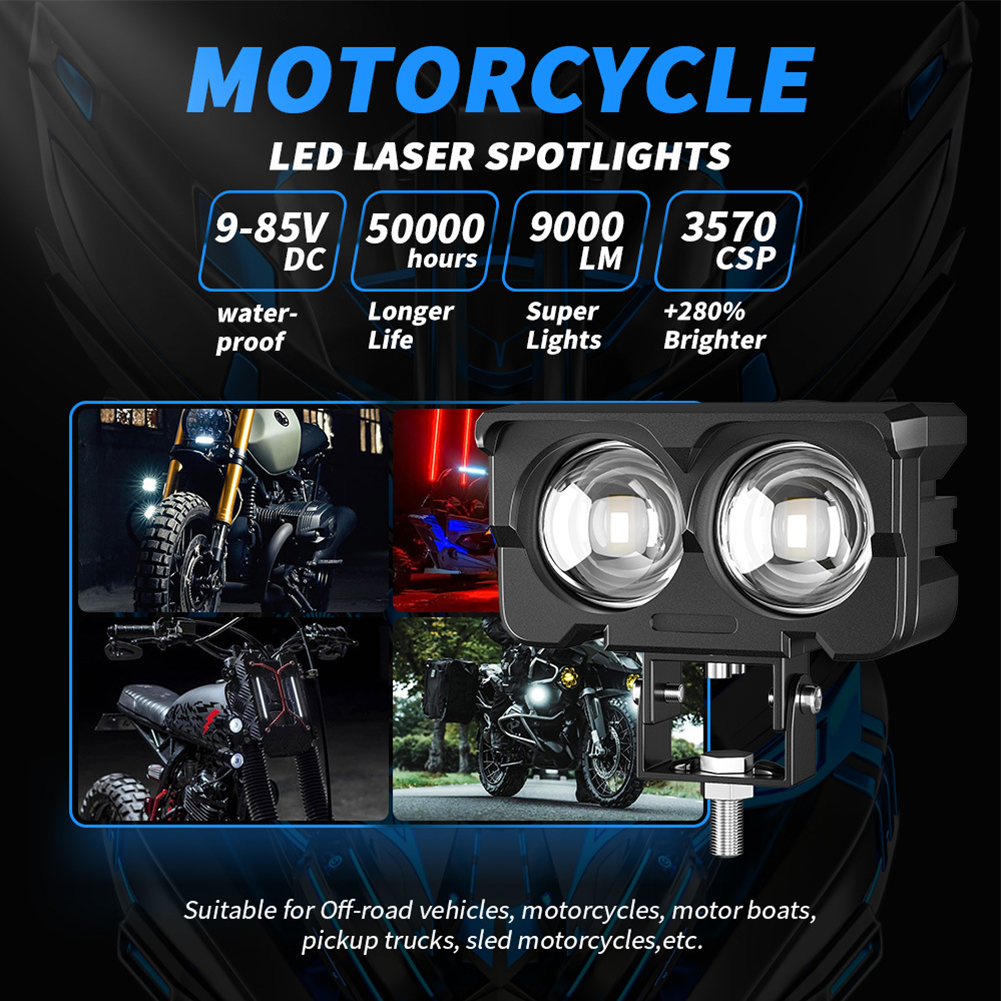 MOTORCYCLE
LED LASER SPOTLIGHTS
9-85V
DC
50000
hours
9000
LM
3570
CSP
water-
proof
Longer
Life
Super
Lights
+280%
Brighter
Suitable for Off-road vehicles, motorcycles, motor boats,
pickup trucks, sled motorcycles,etc.